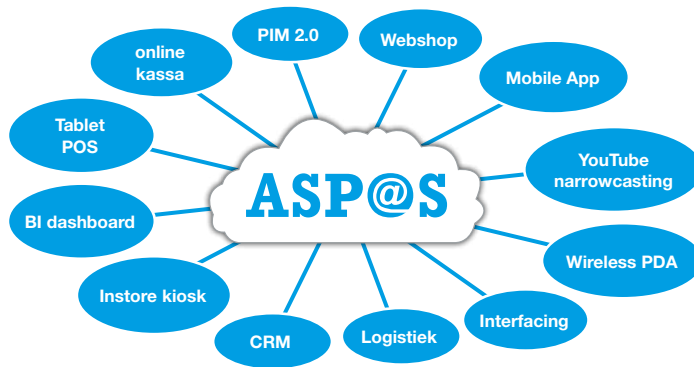 PIM 2.0
Webshop
online
kassa
Mobile App
Tablet
POS
YouTube
narrowcasting
ASP@S
BI dashboard
Wireless PDA
Instore kiosk
Interfacing
CRM
Logistiek